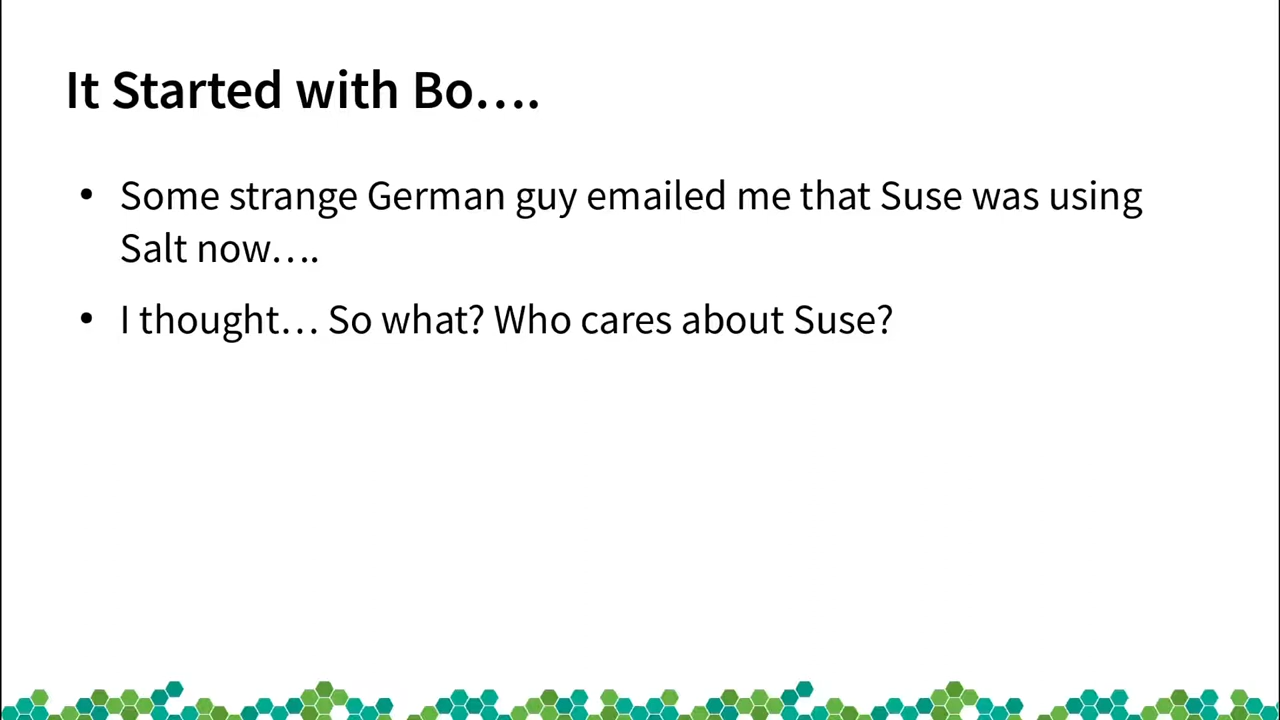 It Started with Bo….
• Some strange German guy emailed me that Suse was using
Salt now….
• I thought… So what? Who cares about Suse?